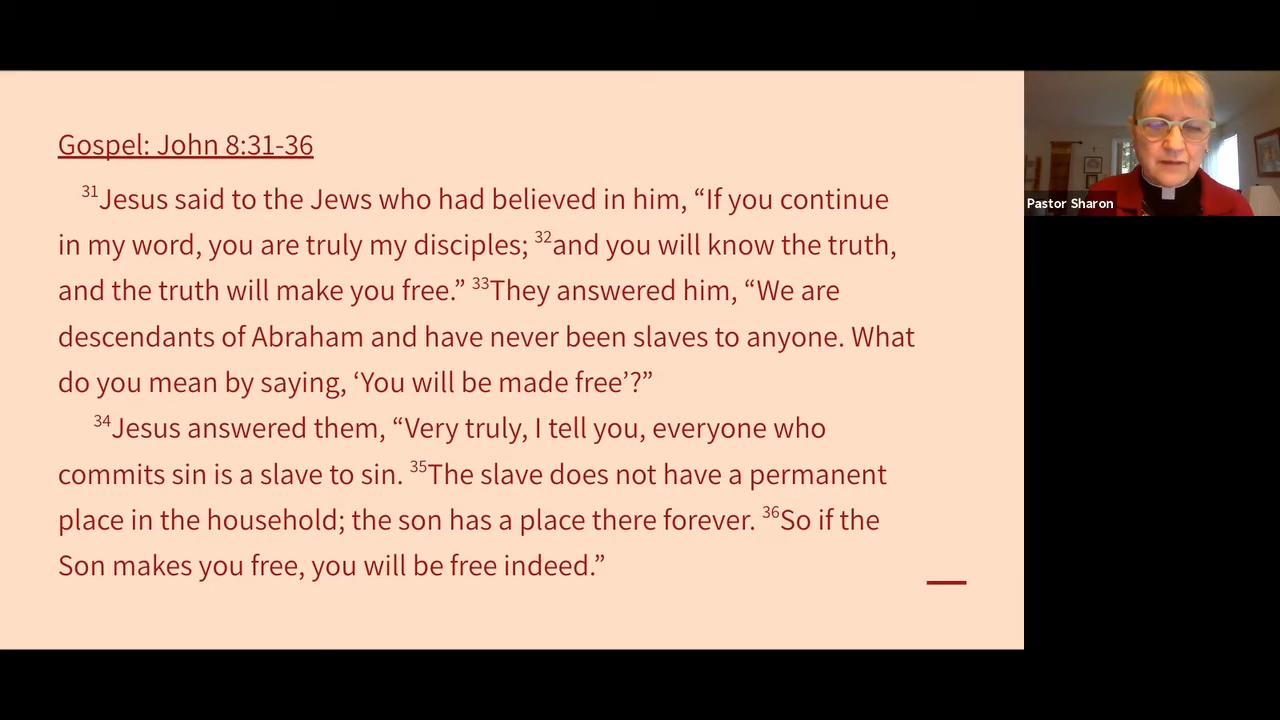 Gospel: John 8:31-36
31Jesus said to the Jews who had believed in him, “If you continue
in my word, you are truly my disciples; 32and you will know the truth,
and the truth will make you free.” 33They answered him, “We are
descendants of Abraham and have never been slaves to anyone. What
do you mean by saying, ‘You will be made free’?”
34Jesus answered them, “Very truly, I tell you, everyone who
commits sin is a slave to sin. 35The slave does not have a permanent
place in the household; the son has a place there forever. 36So if the
Son makes you free, you will be free indeed.”
Pastor Sharon